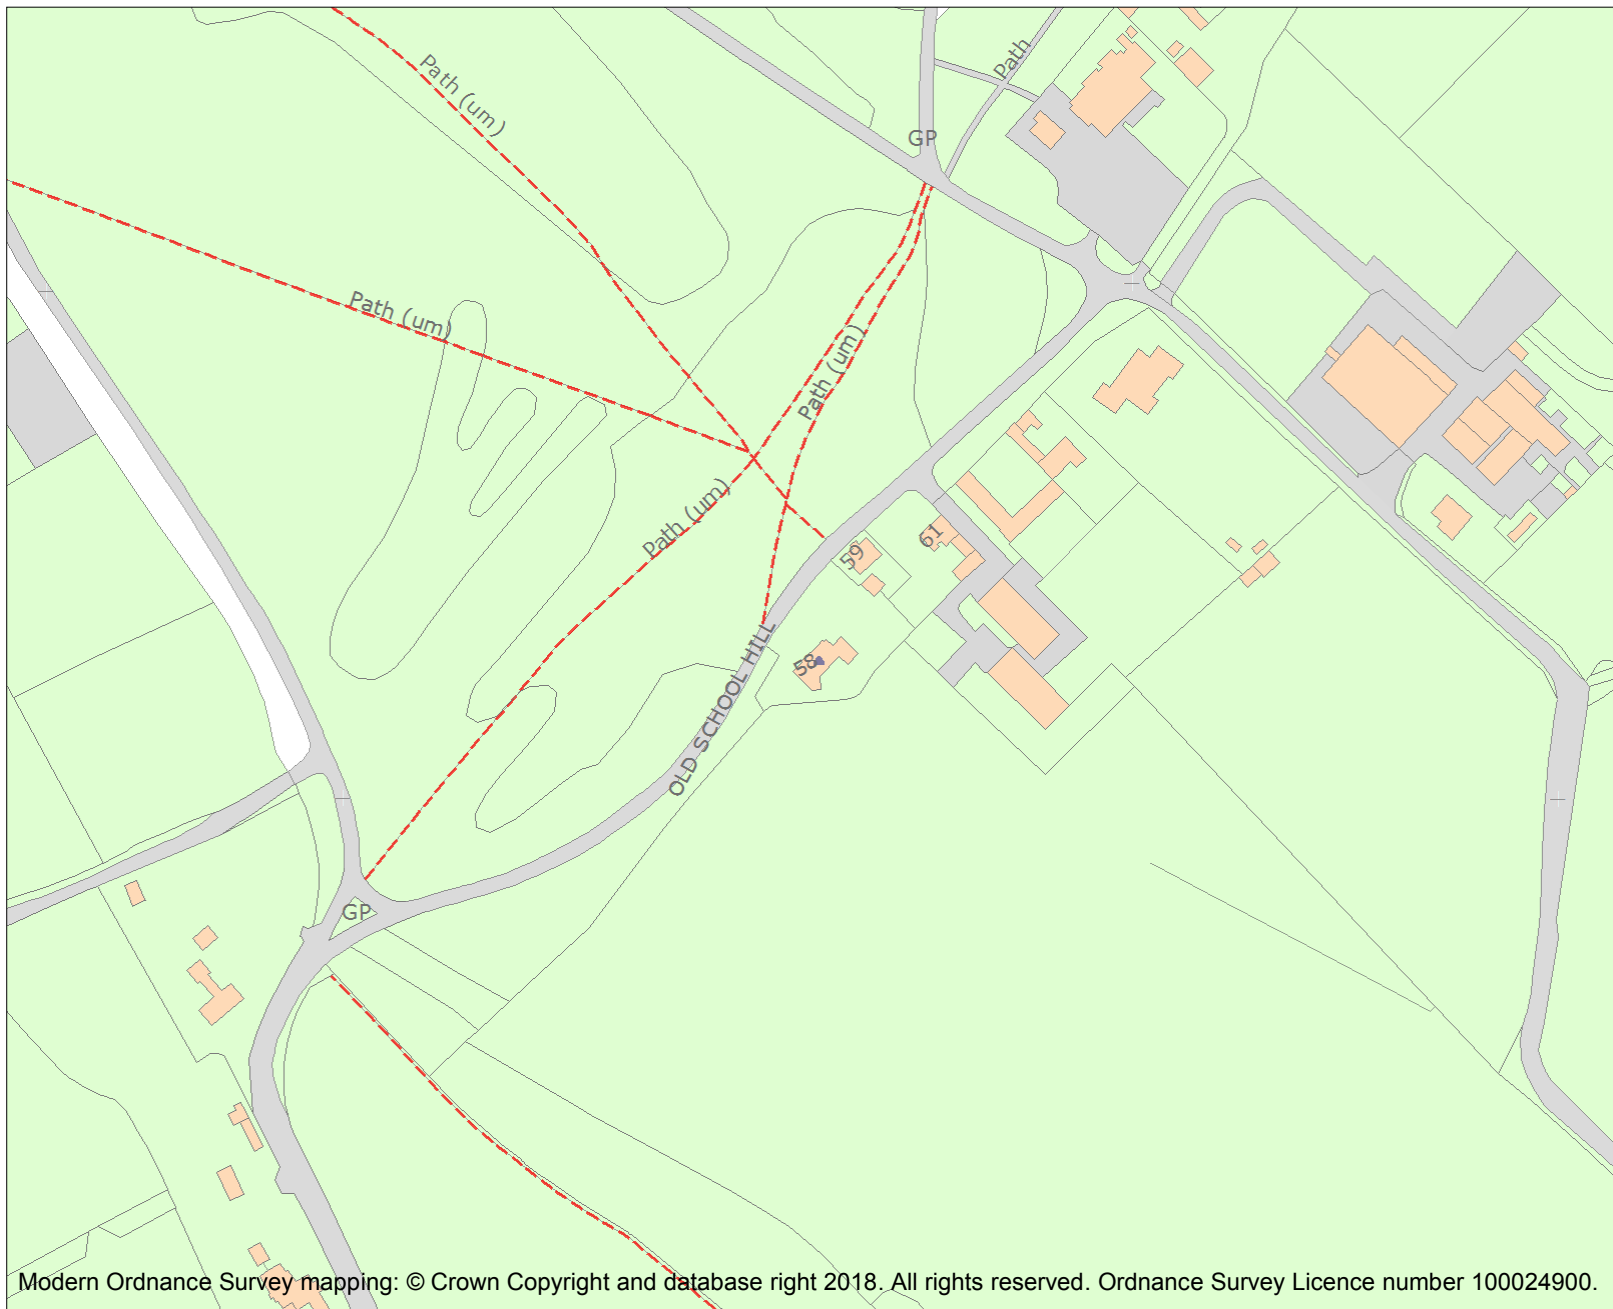 Path
Path (um)
GP
Path (um)
Path (um)
Path (um)
61
59
58
OLD SCHOOL HILL
GP
Modern Ordnance Survey mapping: © Crown Copyright and database right 2018. All rights reserved. Ordnance Survey Licence number 100024900.